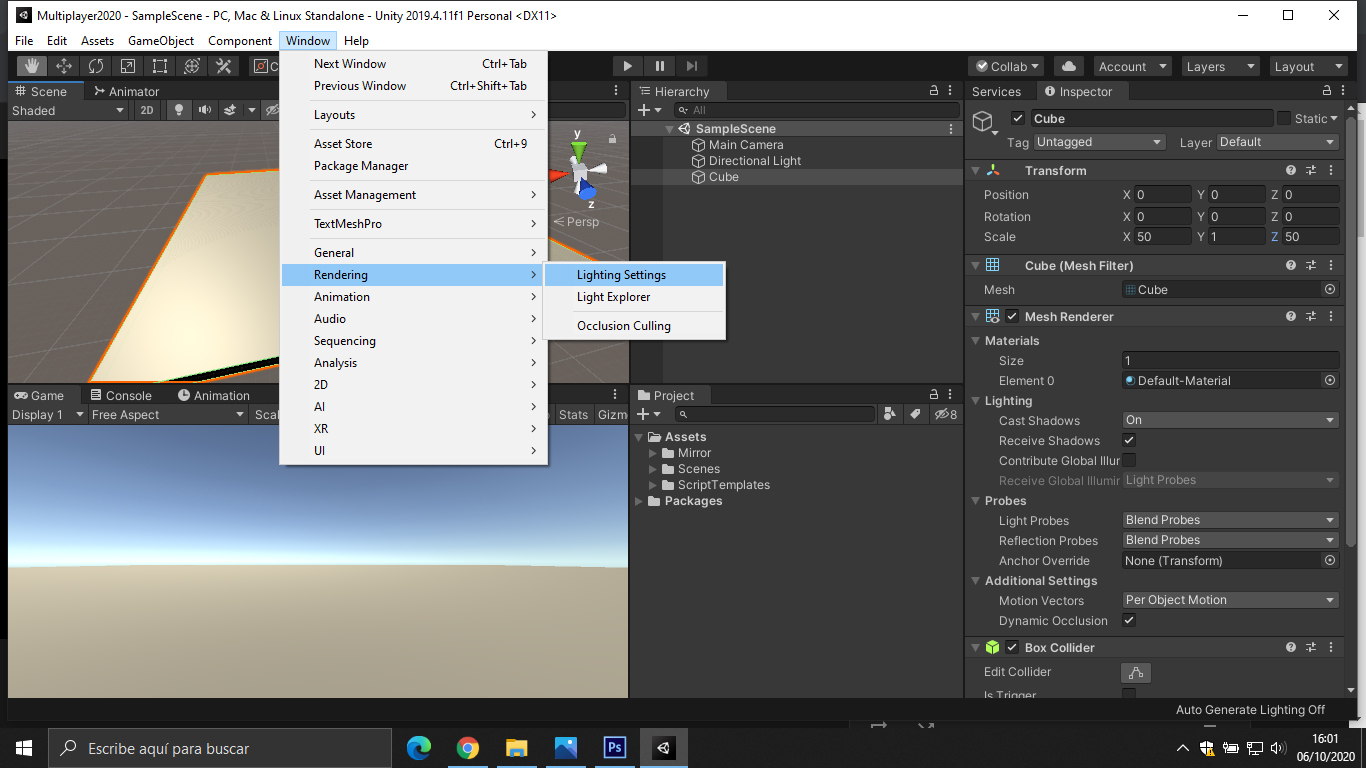 Multiplayer2020 - SampleScene - PC, Mac & Linux Standalone - Unity 2019.4.11f1 Personal <DX11>
File Edit Assets GameObject Component Window Help
Collab Account Layers Layout
Scene Animator
Shaded 2D
y
z
Persp
Next Window Ctrl+Tab
Previous Window Ctrl+Shift+Tab
Layouts
Asset Store Ctrl+9
Package Manager
Asset Management
TextMeshPro
General
Rendering
Animation
Audio
Sequencing
Analysis
2D
AI
XR
UI
Lighting Settings
Light Explorer
Occlusion Culling
Hierarchy
All
SampleScene
Main Camera
Directional Light
Cube
Game Console Animation
Display 1 Free Aspect Scal Stats Gizm
Project
8
Assets
Mirror
Scenes
ScriptTemplates
Packages
Services Inspector
Cube Static
Tag Untagged Layer Default
Transform
Position X 0 Y 0 Z 0
Rotation X 0 Y 0 Z 0
Scale X 50 Y 1 Z 50
Cube (Mesh Filter)
Mesh Cube
Mesh Renderer
Materials
Size 1
Element 0 Default-Material
Lighting
Cast Shadows On
Receive Shadows
Contribute Global Illur
Receive Global Illumir Light Probes
Probes
Light Probes Blend Probes
Reflection Probes Blend Probes
Anchor Override None (Transform)
Additional Settings
Motion Vectors Per Object Motion
Dynamic Occlusion
Box Collider
Edit Collider
Is Trigger
Auto Generate Lighting Off
Escribe aquí para buscar
Ps
16:01
06/10/2020